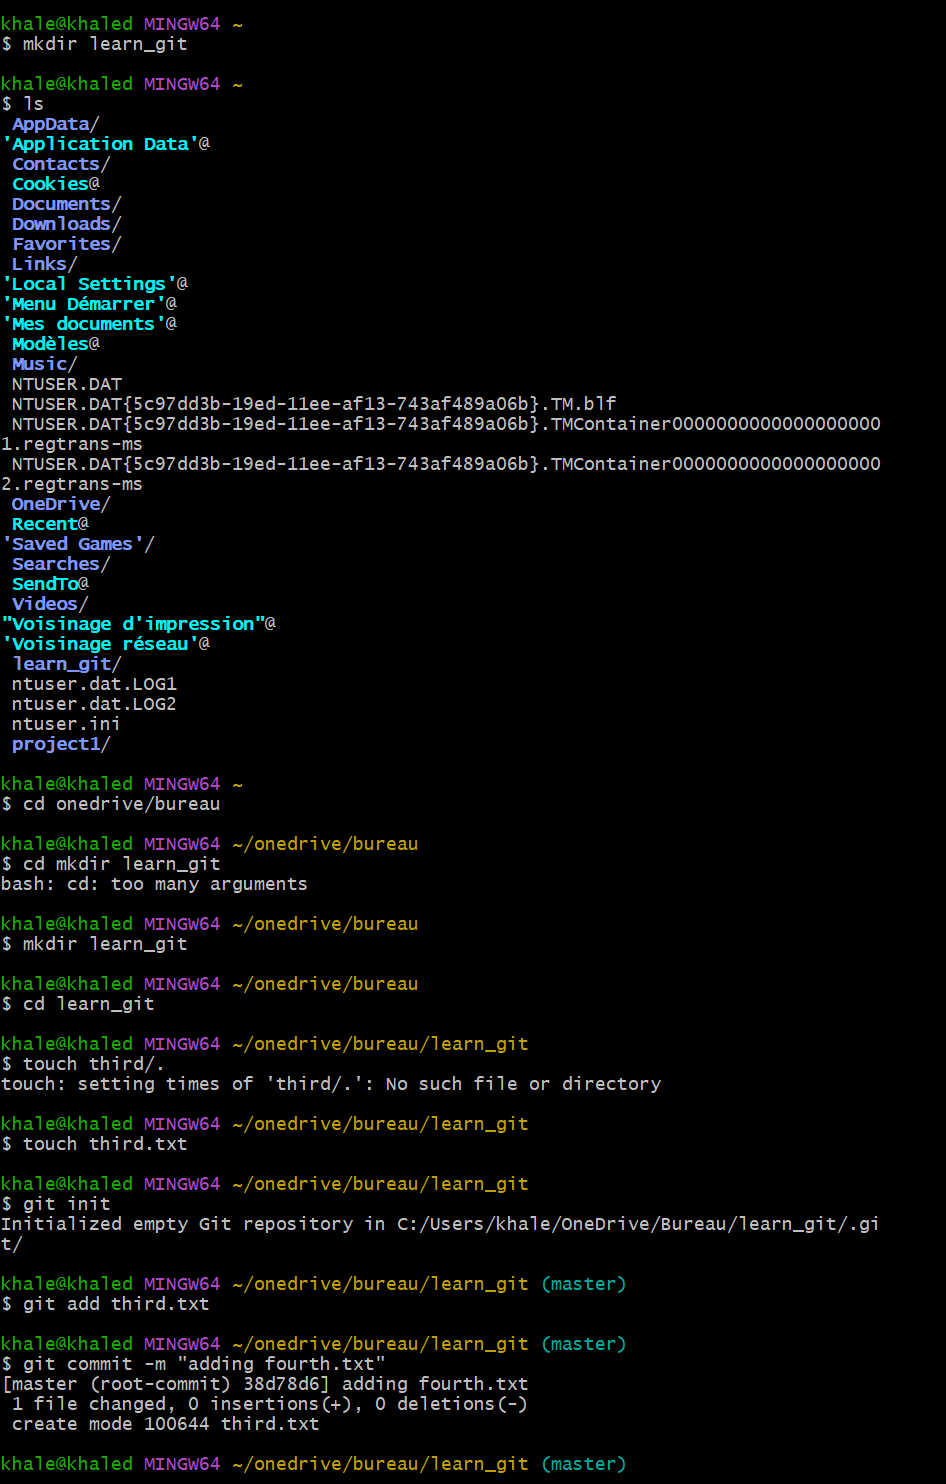 khale@khaled MINGW64 ~
$ mkdir learn_git
khale@khaled MINGW64 ~
$ ls
AppData/
'Application Data'@
Contacts/
Cookies@
Documents/
Downloads/
Favorites/
Links/
'Local Settings'@
'Menu Démarrer'@
'Mes documents'@
Modèles@
Music/
NTUSER.DAT
NTUSER.DAT{5c97dd3b-19ed-11ee-af13-743af489a06b}.TM.blf
NTUSER.DAT{5c97dd3b-19ed-11ee-af13-743af489a06b}.TMContainer0000000000000000000
1.regtrans-ms
NTUSER.DAT{5c97dd3b-19ed-11ee-af13-743af489a06b}.TMContainer0000000000000000000
2.regtrans-ms
OneDrive/
Recent@
'Saved Games'/
Searches/
SendTo@
Videos/
"Voisinage d'impression"@
'Voisinage réseau'@
learn_git/
ntuser.dat.LOG1
ntuser.dat.LOG2
ntuser.ini
project1/
khale@khaled MINGW64 ~
$ cd onedrive/bureau
khale@khaled MINGW64 ~/onedrive/bureau
$ cd mkdir learn_git
bash: cd: too many arguments
khale@khaled MINGW64 ~/onedrive/bureau
$ mkdir learn_git
khale@khaled MINGW64 ~/onedrive/bureau
$ cd learn_git
khale@khaled MINGW64 ~/onedrive/bureau/learn_git
$ touch third/.
touch: setting times of 'third/.': No such file or directory
khale@khaled MINGW64 ~/onedrive/bureau/learn_git
$ touch third.txt
khale@khaled MINGW64 ~/onedrive/bureau/learn_git
$ git init
Initialized empty Git repository in C:/Users/khale/OneDrive/Bureau/learn_git/.gi
t/
khale@khaled MINGW64 ~/onedrive/bureau/learn_git (master)
$ git add third.txt
khale@khaled MINGW64 ~/onedrive/bureau/learn_git (master)
$ git commit -m "adding fourth.txt"
[master (root-commit) 38d78d6] adding fourth.txt
1 file changed, 0 insertions(+), 0 deletions(-)
create mode 100644 third.txt
khale@khaled MINGW64 ~/onedrive/bureau/learn_git (master)